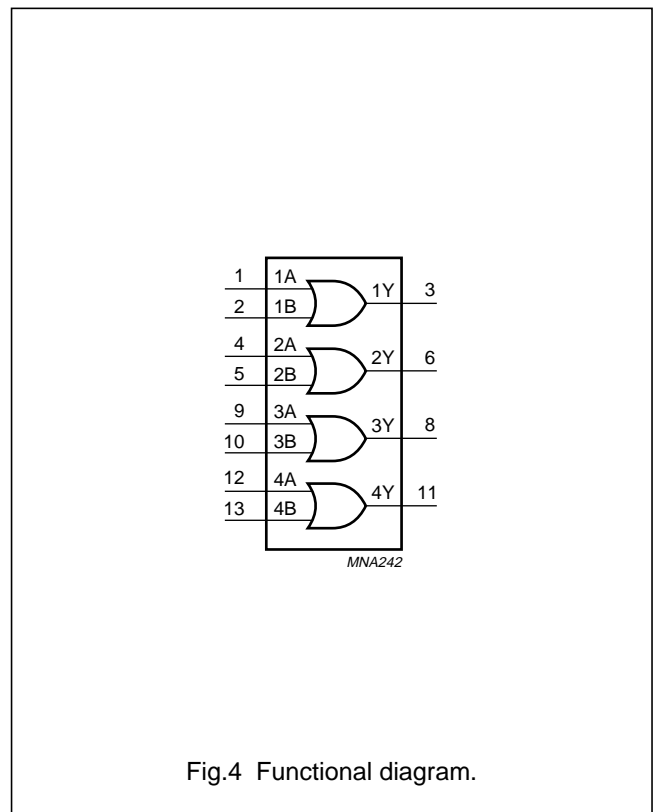 1 1A 1Y 3
2 1B
4 2A 2Y 6
5 2B
9 3A 3Y 8
10 3B
12 4A 4Y 11
13 4B
MNA242
Fig.4 Functional diagram.